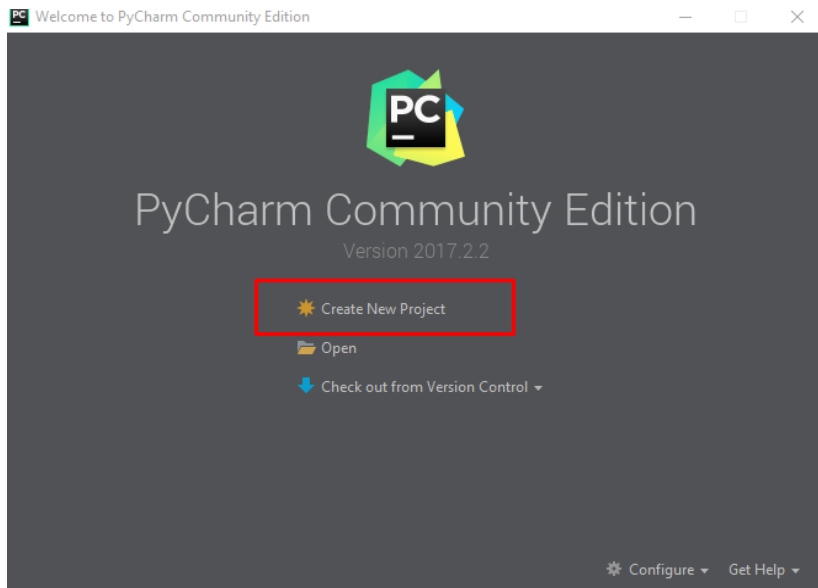 PC Welcome to PyCharm Community Edition
PC
PyCharm Community Edition
Version 2017.2.2
Create New Project
Open
Check out from Version Control
Configure Get Help